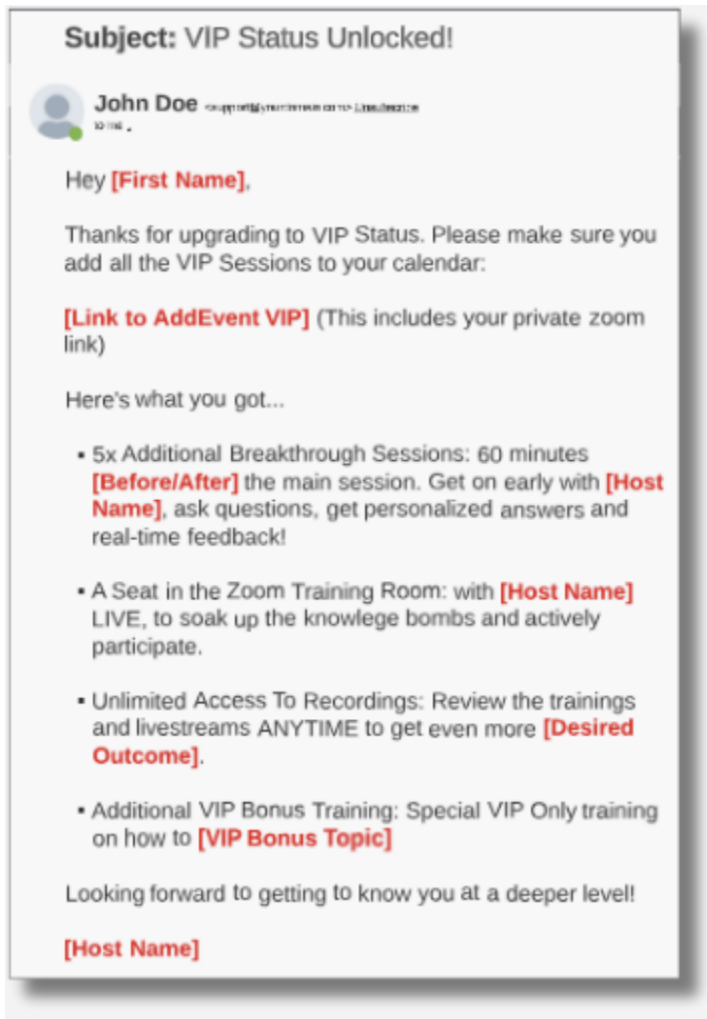 Subject: VIP Status Unlocked!
John Doe
to me
Hey [First Name],
Thanks for upgrading to VIP Status. Please make sure you
add all the VIP Sessions to your calendar:
[Link to AddEvent VIP] (This includes your private zoom
link)
Here's what you got...
▪ 5x Additional Breakthrough Sessions: 60 minutes
[Before/After] the main session. Get on early with [Host
Name], ask questions, get personalized answers and
real-time feedback!
▪ A Seat in the Zoom Training Room: with [Host Name]
LIVE, to soak up the knowlege bombs and actively
participate.
▪ Unlimited Access To Recordings: Review the trainings
and livestreams ANYTIME to get even more [Desired
Outcome].
▪ Additional VIP Bonus Training: Special VIP Only training
on how to [VIP Bonus Topic]
Looking forward to getting to know you at a deeper level!
[Host Name]